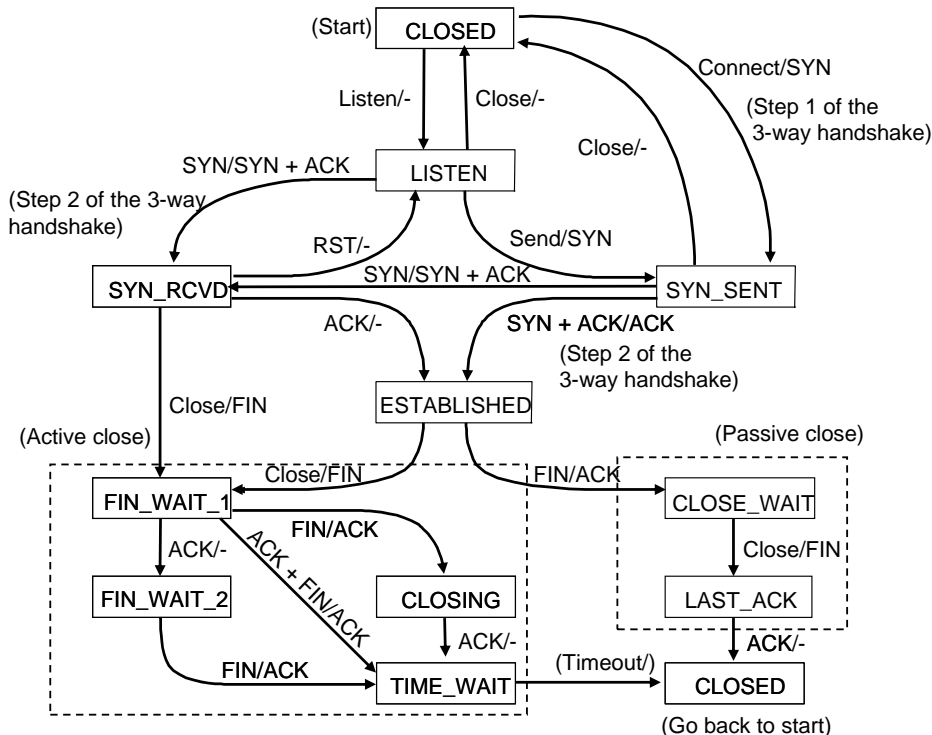 (Start)
CLOSED
Connect/SYN
Listen/-
Close/-
(Step 1 of the
3-way handshake)
Close/-
SYN/SYN + ACK
LISTEN
(Step 2 of the 3-way
handshake)
RST/-
Send/SYN
SYN/SYN + ACK
SYN_RCVD
SYN_SENT
ACK/-
SYN + ACK/ACK
(Step 2 of the
3-way handshake)
Close/FIN
ESTABLISHED
(Active close)
(Passive close)
Close/FIN
FIN/ACK
FIN_WAIT_1
CLOSE_WAIT
FIN/ACK
ACK/-
ACK + FIN/ACK
Close/FIN
FIN_WAIT_2
CLOSING
LAST_ACK
ACK/-
ACK/-
FIN/ACK
(Timeout/)
TIME_WAIT
CLOSED
(Go back to start)